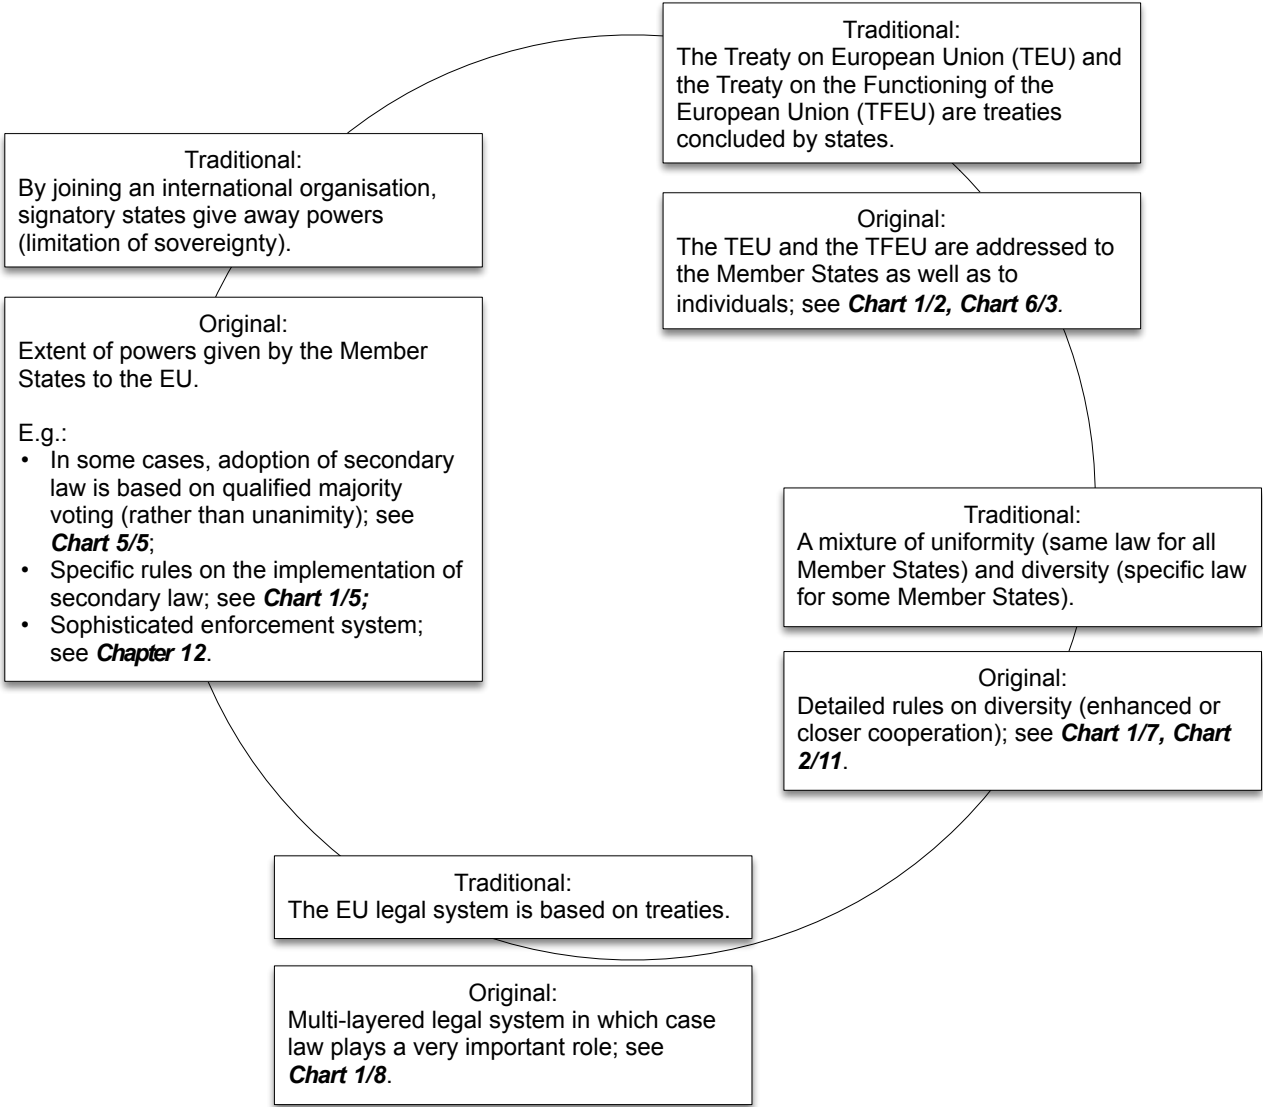 Traditional:
The Treaty on European Union (TEU) and
the Treaty on the Functioning of the
European Union (TFEU) are treaties
concluded by states.
Original:
The TEU and the TFEU are addressed to
the Member States as well as to
individuals; see Chart 1/2, Chart 6/3.
Traditional:
By joining an international organisation,
signatory states give away powers
(limitation of sovereignty).
Original:
Extent of powers given by the Member
States to the EU.
E.g.:
• In some cases, adoption of secondary
law is based on qualified majority
voting (rather than unanimity); see
Chart 5/5;
• Specific rules on the implementation of
secondary law; see Chart 1/5;
• Sophisticated enforcement system;
see Chapter 12.
Traditional:
A mixture of uniformity (same law for all
Member States) and diversity (specific law
for some Member States).
Original:
Detailed rules on diversity (enhanced or
closer cooperation); see Chart 1/7, Chart
2/11.
Traditional:
The EU legal system is based on treaties.
Original:
Multi-layered legal system in which case
law plays a very important role; see
Chart 1/8.